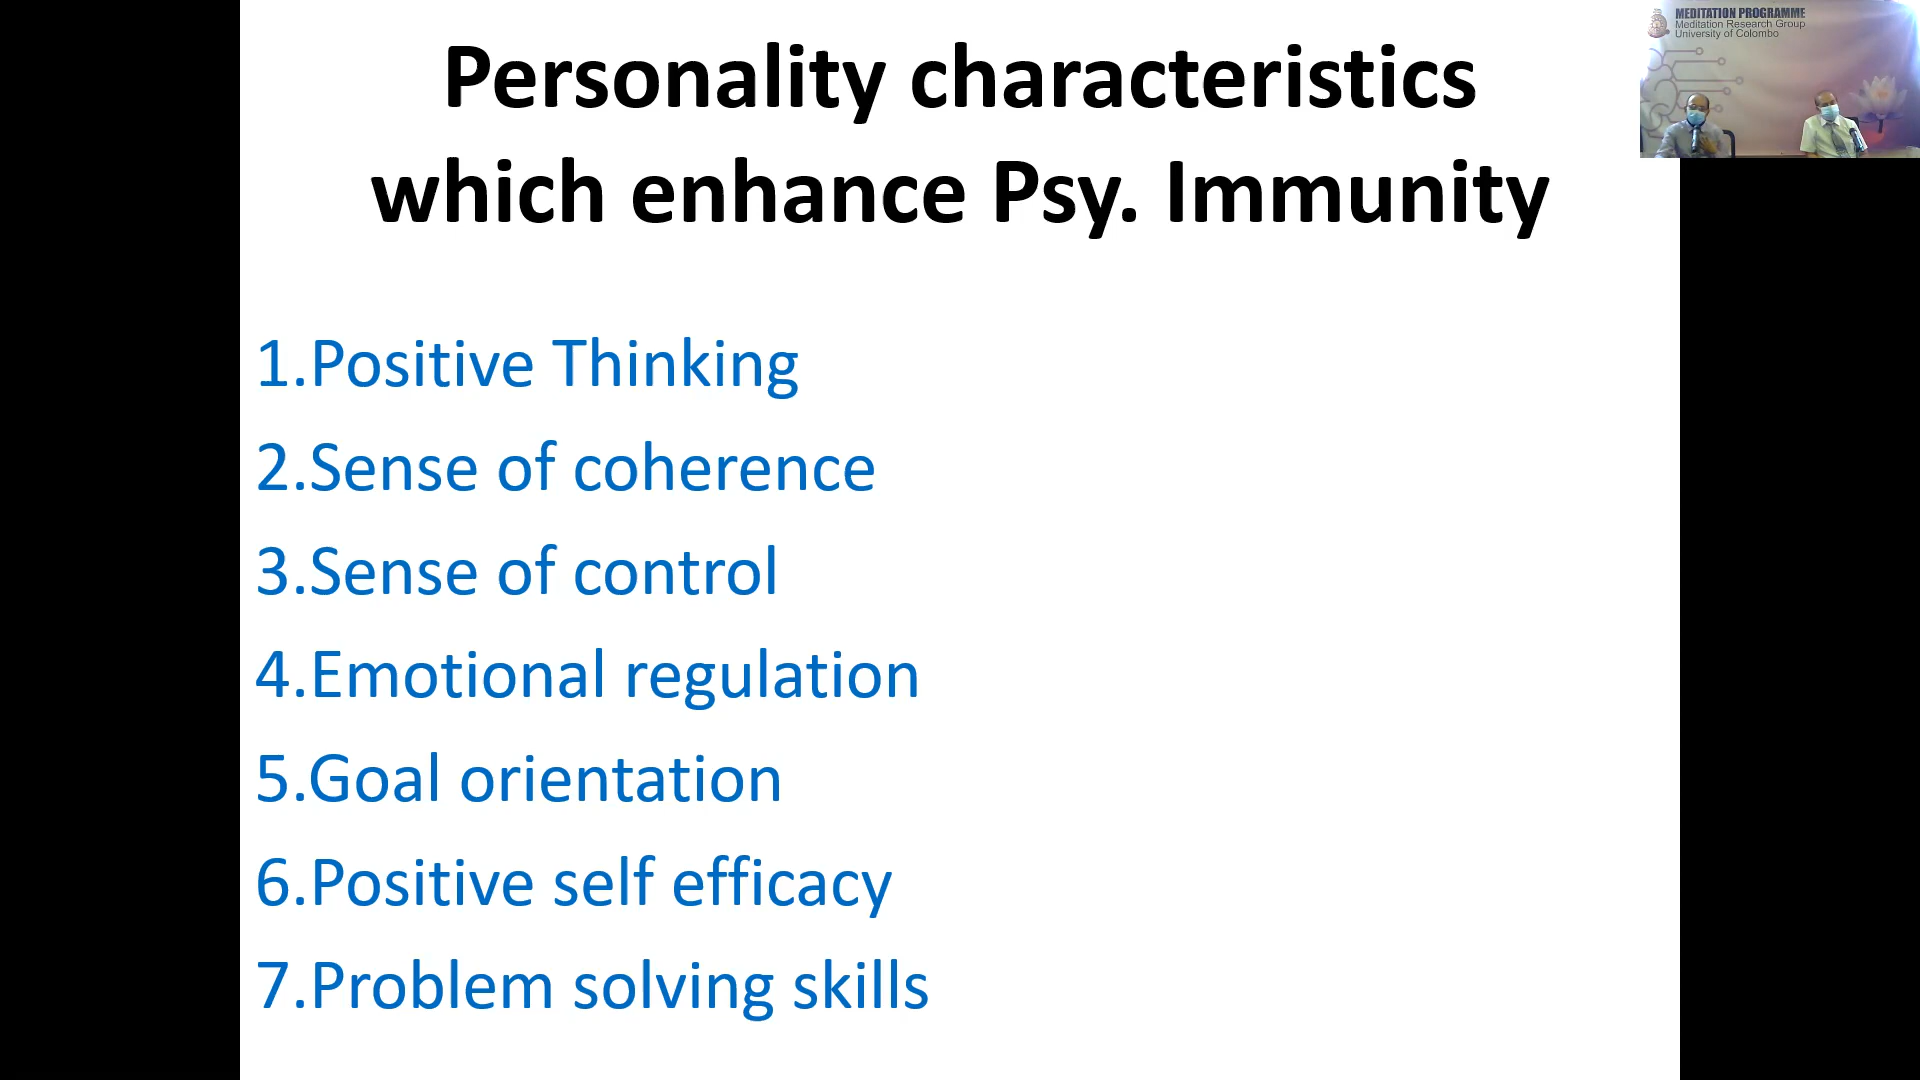 Personality characteristics
which enhance Psy. Immunity
1.Positive Thinking
2.Sense of coherence
3.Sense of control
4.Emotional regulation
5.Goal orientation
6.Positive self efficacy
7.Problem solving skills
MEDITATION PROGRAMME
Meditation Research Group
University of Colombo